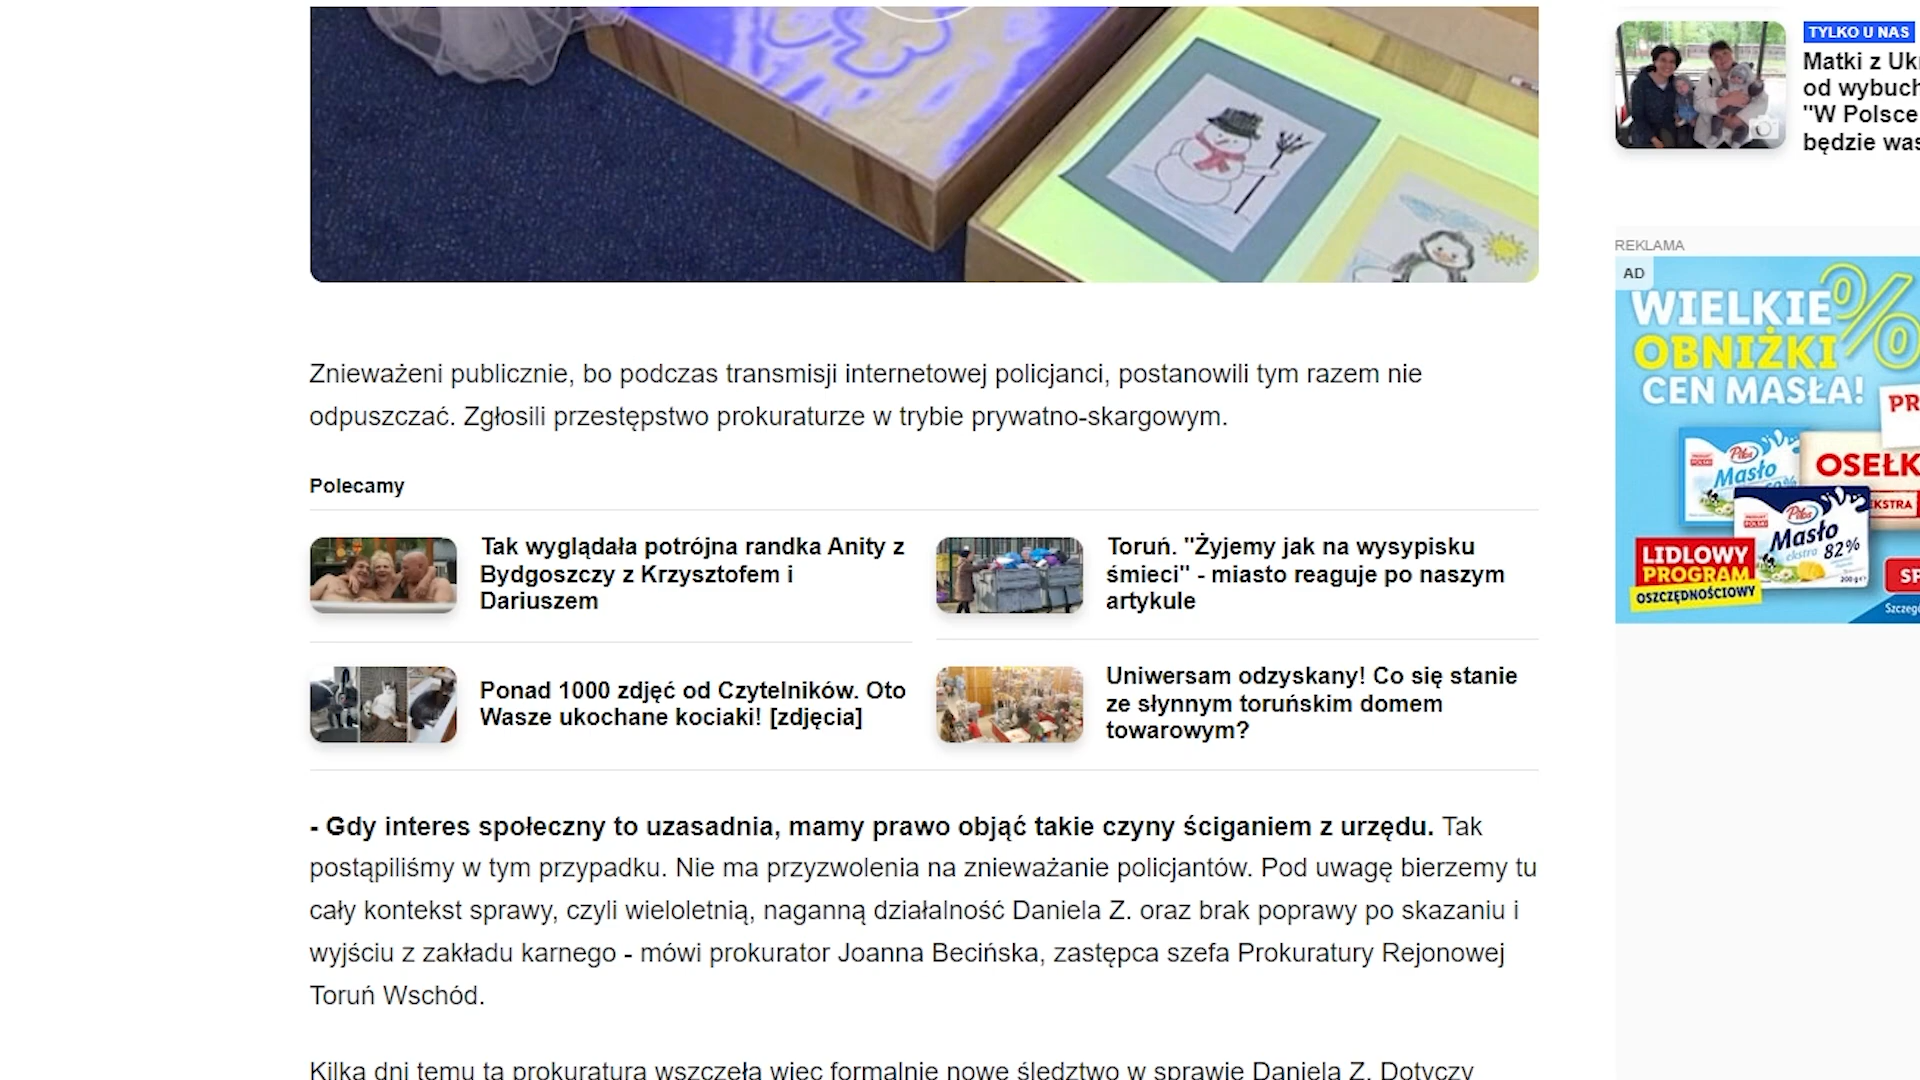 TYLKO U NAS
Matki z Uk
od wybuch
"W Polsce
będzie was
REKLAMA
AD
WIELKIE %
OBNIŻKI
CEN MASŁA!
PR
Piła
Masło
OSEŁK
EKSTRA
Masło
ekstra 82%
200 g e
LIDLOWY
PROGRAM
OSZCZĘDNOŚCIOWY
SP
Szczegó
Znieważeni publicznie, bo podczas transmisji internetowej policjanci, postanowili tym razem nie
odpuszczać. Zgłosili przestępstwo prokuraturze w trybie prywatno-skargowym.
Polecamy
Tak wyglądała potrójna randka Anity z
Bydgoszczy z Krzysztofem i
Dariuszem
Toruń. "Żyjemy jak na wysypisku
śmieci" - miasto reaguje po naszym
artykule
Ponad 1000 zdjęć od Czytelników. Oto
Wasze ukochane kociaki! [zdjęcia]
Uniwersam odzyskany! Co się stanie
ze słynnym toruńskim domem
towarowym?
- Gdy interes społeczny to uzasadnia, mamy prawo objąć takie czyny ściganiem z urzędu. Tak
postąpiliśmy w tym przypadku. Nie ma przyzwolenia na znieważanie policjantów. Pod uwagę bierzemy tu
cały kontekst sprawy, czyli wieloletnią, naganną działalność Daniela Z. oraz brak poprawy po skazaniu i
wyjściu z zakładu karnego - mówi prokurator Joanna Becińska, zastępca szefa Prokuratury Rejonowej
Toruń Wschód.
Kilka dni temu ta prokuratura wszczęła więc formalnie nowe śledztwo w sprawie Daniela Z. Dotyczy